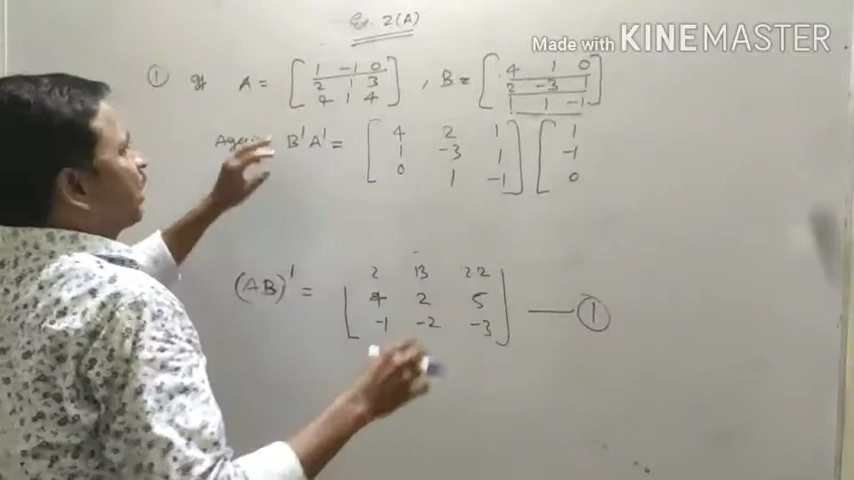 Ex. 2(A)
Made with KINEMASTER
① If A = [1 -1 0 , B = [4 1 0
2 1 3] 2 -3 1
4 1 4] 1 1 -1]
B'A' = [4 2 1] [1
1 -3 1] -1
0 1 -1] 0
(AB)' = [2 13 22
4 2 5] — ①
-1 -2 -3]